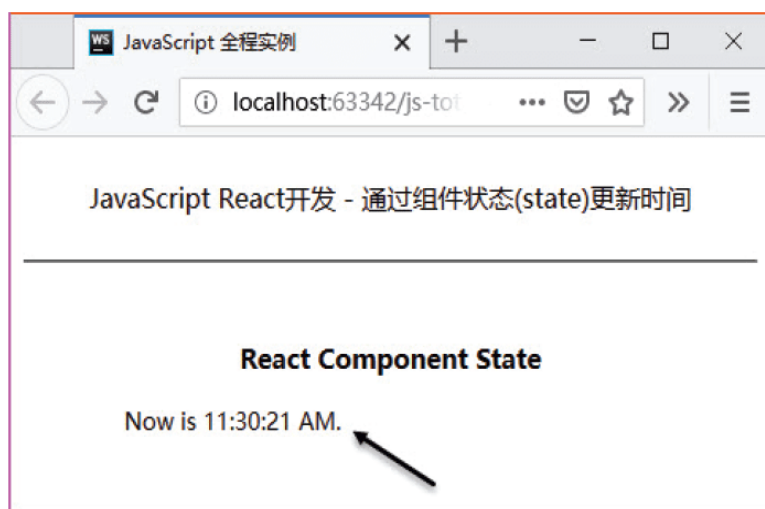 WS JavaScript 全程实例
localhost:63342/js-tot
JavaScript React开发 - 通过组件状态(state)更新时间
React Component State
Now is 11:30:21 AM.